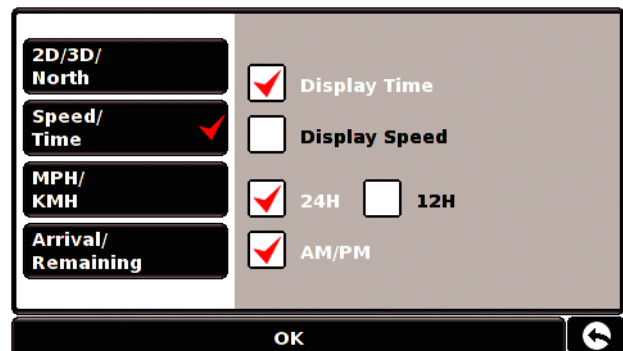 2D/3D/
North
Speed/
Time
MPH/
KMH
Arrival/
Remaining
Display Time
Display Speed
24H 12H
AM/PM
OK